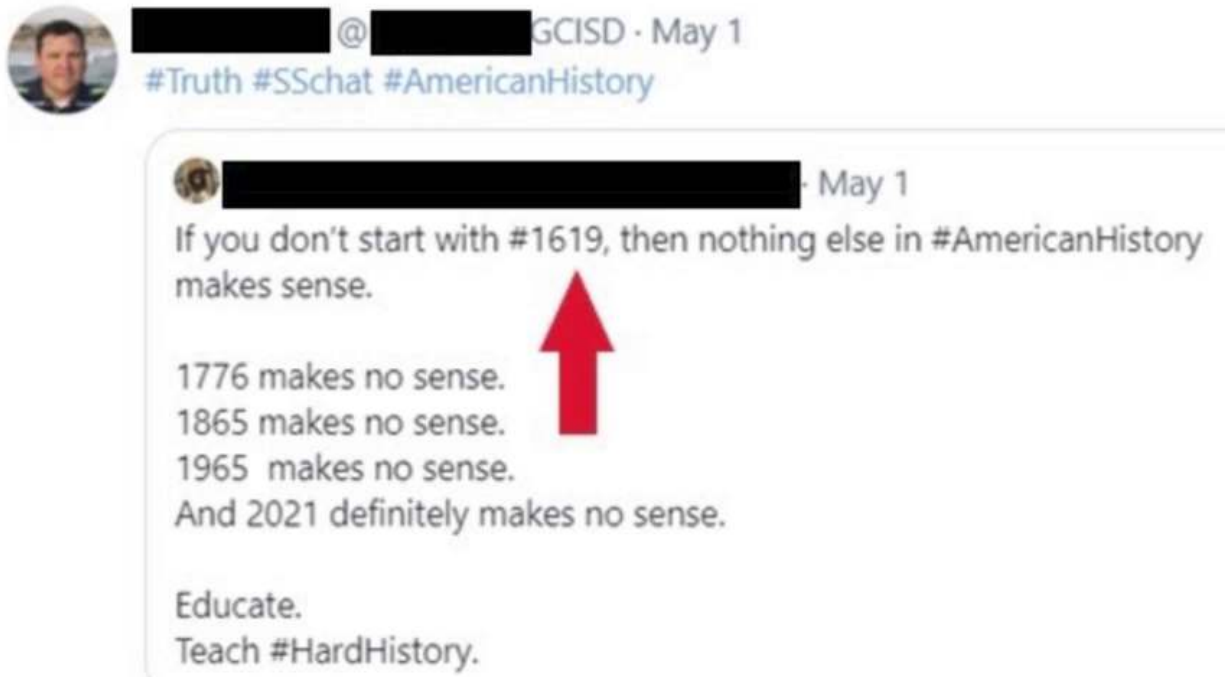 @ GCISD · May 1
#Truth #SSchat #AmericanHistory
· May 1
If you don't start with #1619, then nothing else in #AmericanHistory
makes sense.
1776 makes no sense.
1865 makes no sense.
1965 makes no sense.
And 2021 definitely makes no sense.
Educate.
Teach #HardHistory.